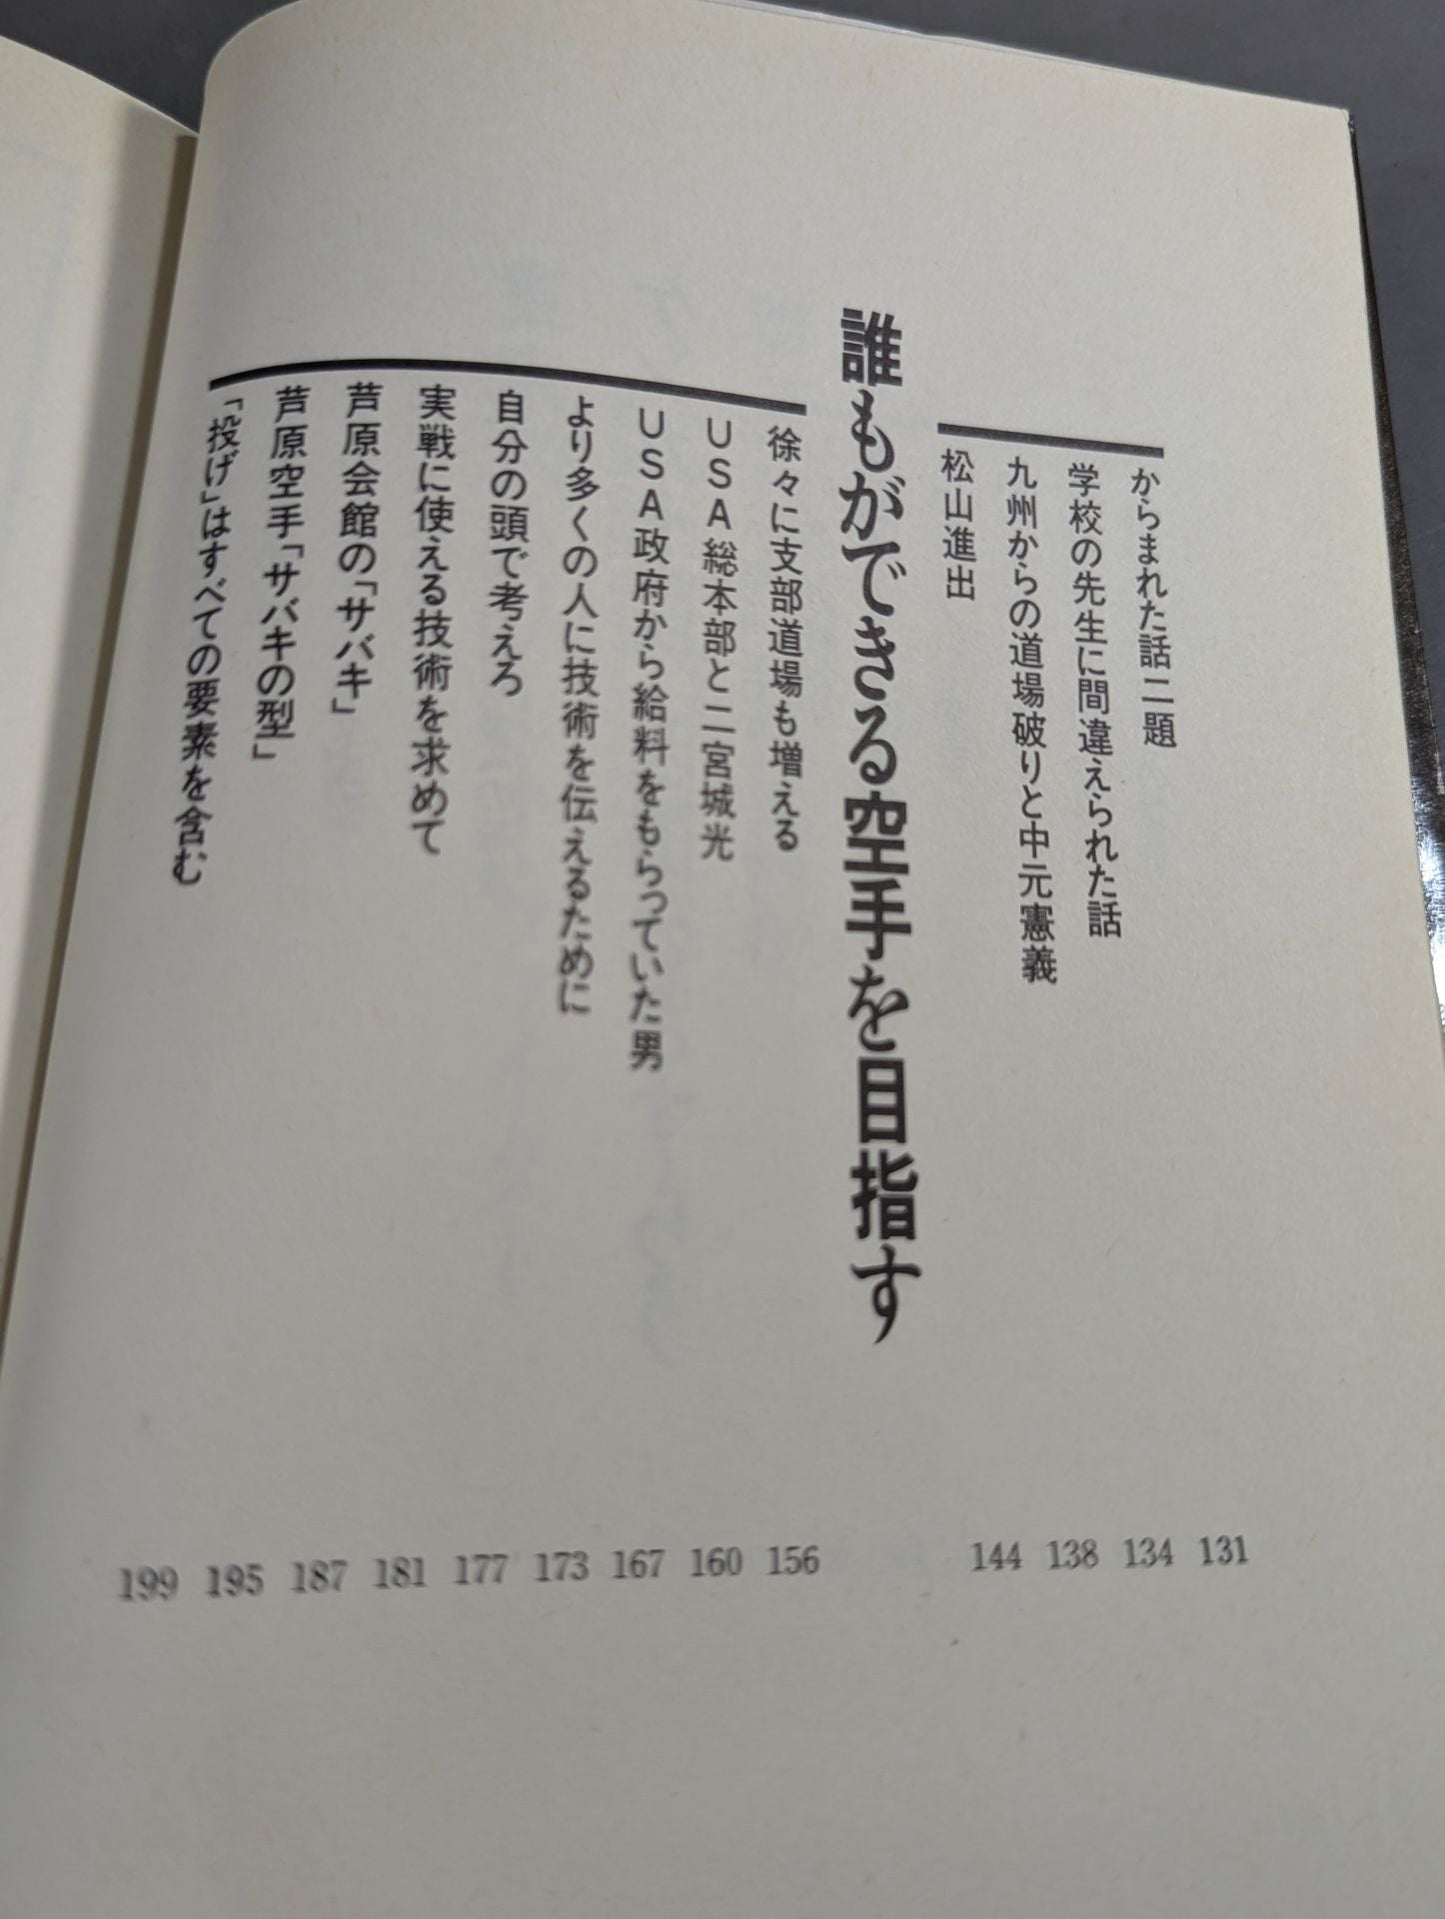 からまれた話二題 131
学校の先生に間違えられた話 134
九州からの道場破りと中元憲義 138
松山進出 144
誰もができる空手を目指す
徐々に支部道場も増える 156
USA総本部と二宮城光 160
USA政府から給料をもらっていた男 167
より多くの人に技術を伝えるために 173
自分の頭で考えろ 177
実戦に使える技術を求めて 181
芦原会館の「サバキ」 187
芦原空手「サバキの型」 195
「投げ」はすべての要素を含む 199